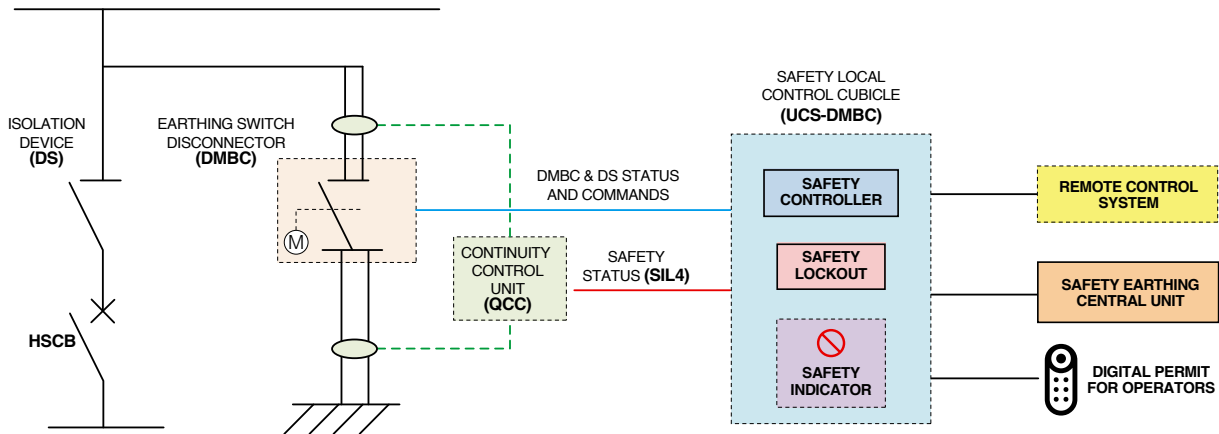 ISOLATION
DEVICE
(DS)
EARTHING SWITCH
DISCONNECTOR
(DMBC)
M
HSCB
CONTINUITY
CONTROL
UNIT
(QCC)
DMBC & DS STATUS
AND COMMANDS
SAFETY
STATUS (SIL4)
SAFETY LOCAL
CONTROL CUBICLE
(UCS-DMBC)
SAFETY
CONTROLLER
SAFETY
LOCKOUT
SAFETY
INDICATOR
REMOTE CONTROL
SYSTEM
SAFETY EARTHING
CENTRAL UNIT
DIGITAL PERMIT
FOR OPERATORS